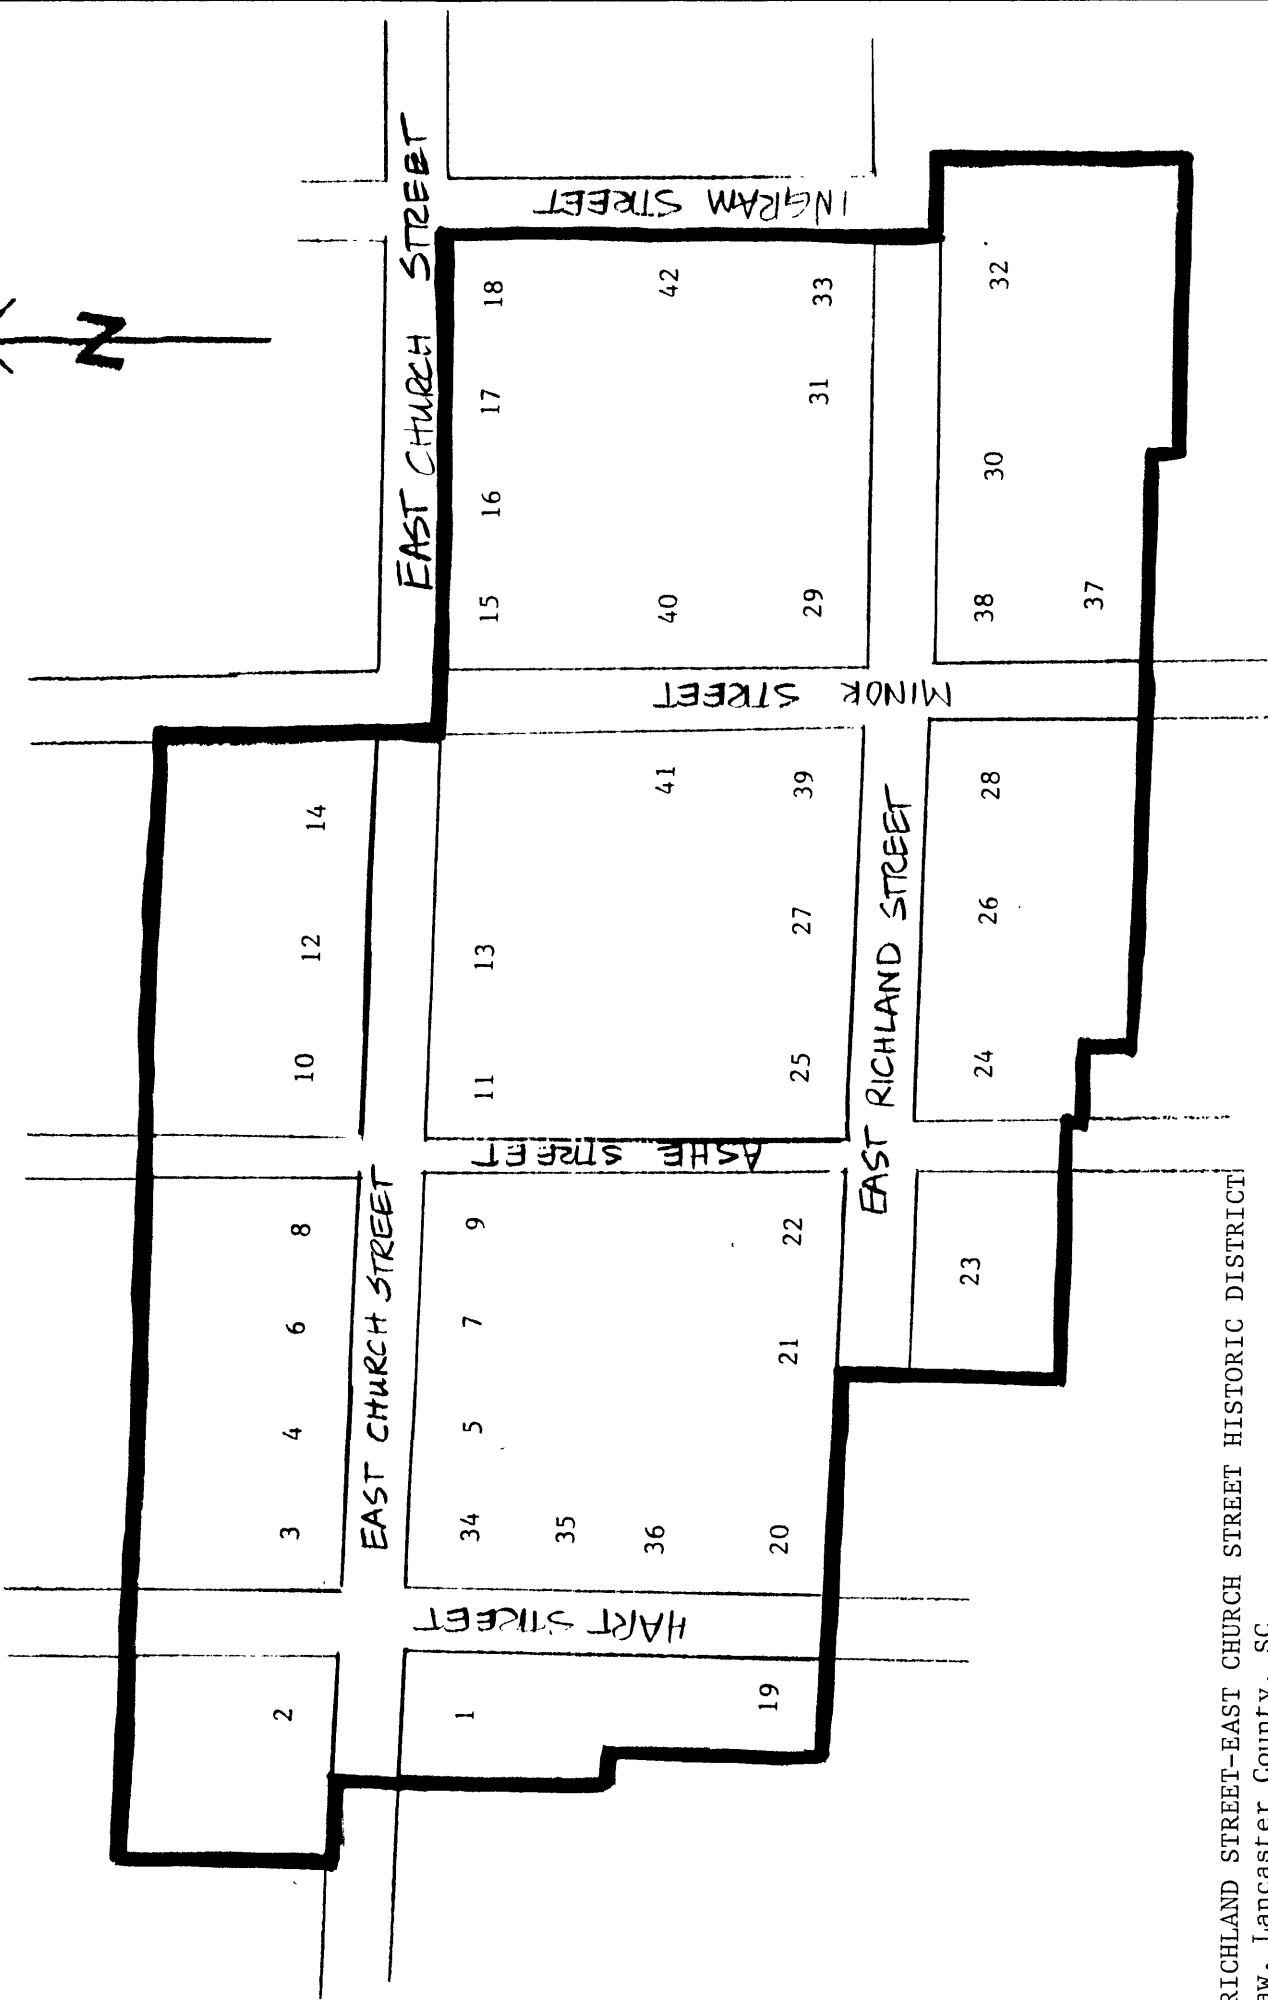 N
2 3 4 6 8 10 12 14
EAST CHURCH STREET
EAST CHURCH STREET
1 34 5 7 9 11 13 15 16 17 18
35
HART STREET
ASHE STREET
MINOR STREET
INGRAM STREET
36 41 40 42
19 20 21 22 25 27 39 29 31 33
EAST RICHLAND STREET
23 24 26 28 38 30 32
37
RICHLAND STREET-EAST CHURCH STREET HISTORIC DISTRICT
Lancaster County, SC